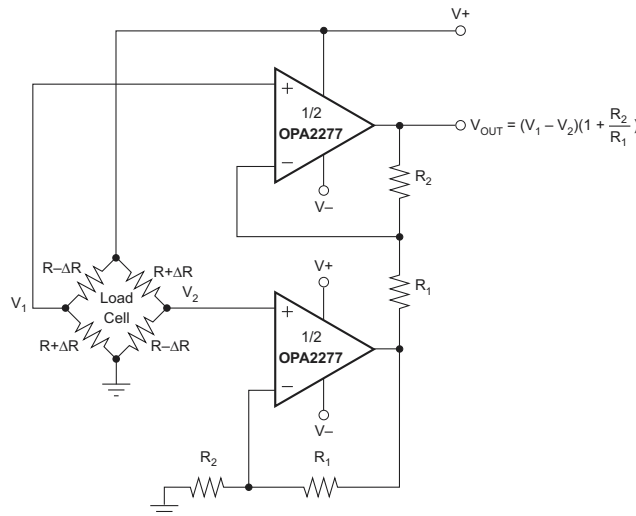 V+
1/2
OPA2277
+
–
V–
V_OUT = (V_1 – V_2)(1 + R_2/R_1)
R_2
R_1
R–ΔR
R+ΔR
V_1
V_2
Load
Cell
R+ΔR
R–ΔR
V+
+
–
1/2
OPA2277
V–
R_2
R_1